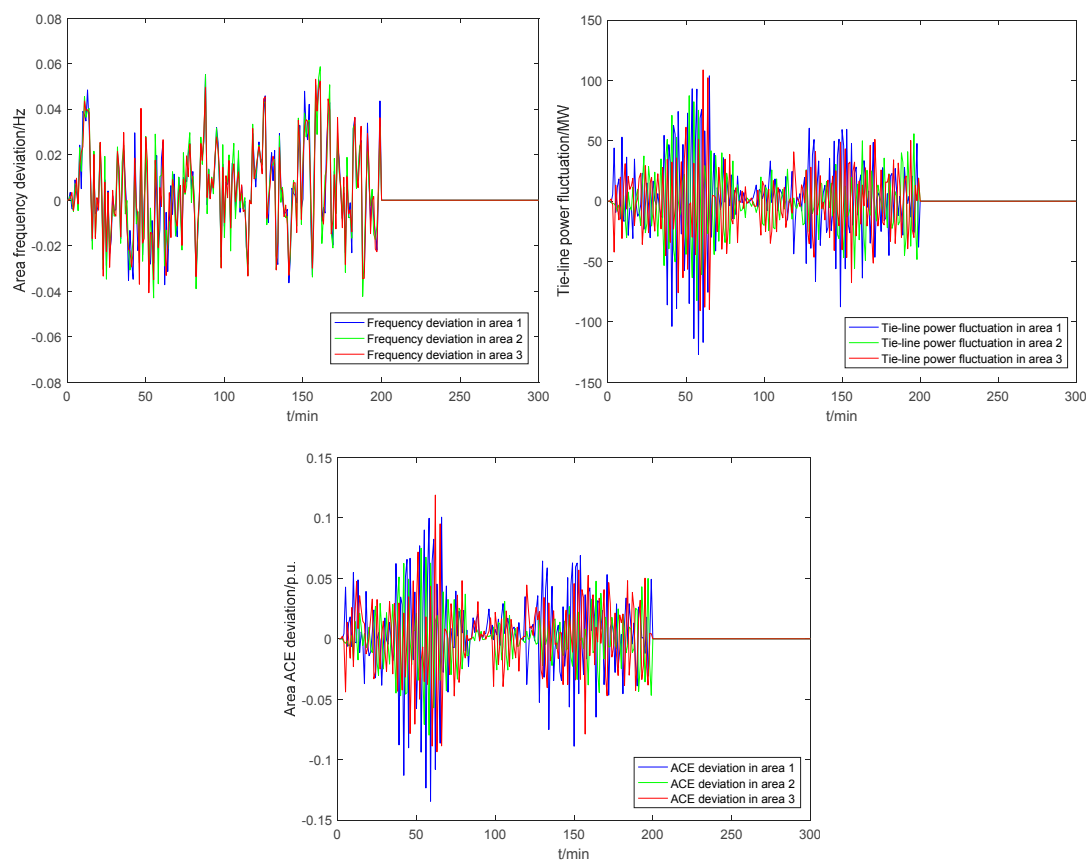 0.08
0.06
0.04
0.02
0
-0.02
-0.04
-0.06
-0.08
Area frequency deviation/Hz
Frequency deviation in area 1
Frequency deviation in area 2
Frequency deviation in area 3
0 50 100 150 200 250 300
t/min
150
100
50
0
-50
-100
-150
Tie-line power fluctuation/MW
Tie-line power fluctuation in area 1
Tie-line power fluctuation in area 2
Tie-line power fluctuation in area 3
0 50 100 150 200 250 300
t/min
0.15
0.1
0.05
0
-0.05
-0.1
-0.15
Area ACE deviation/p.u.
ACE deviation in area 1
ACE deviation in area 2
ACE deviation in area 3
0 50 100 150 200 250 300
t/min